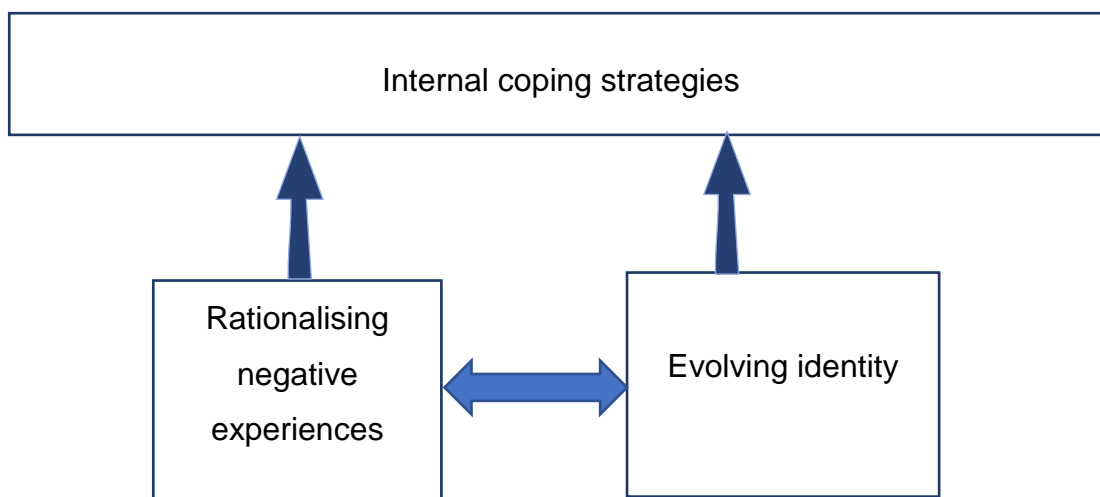 Internal coping strategies
Rationalising
negative
experiences
Evolving identity